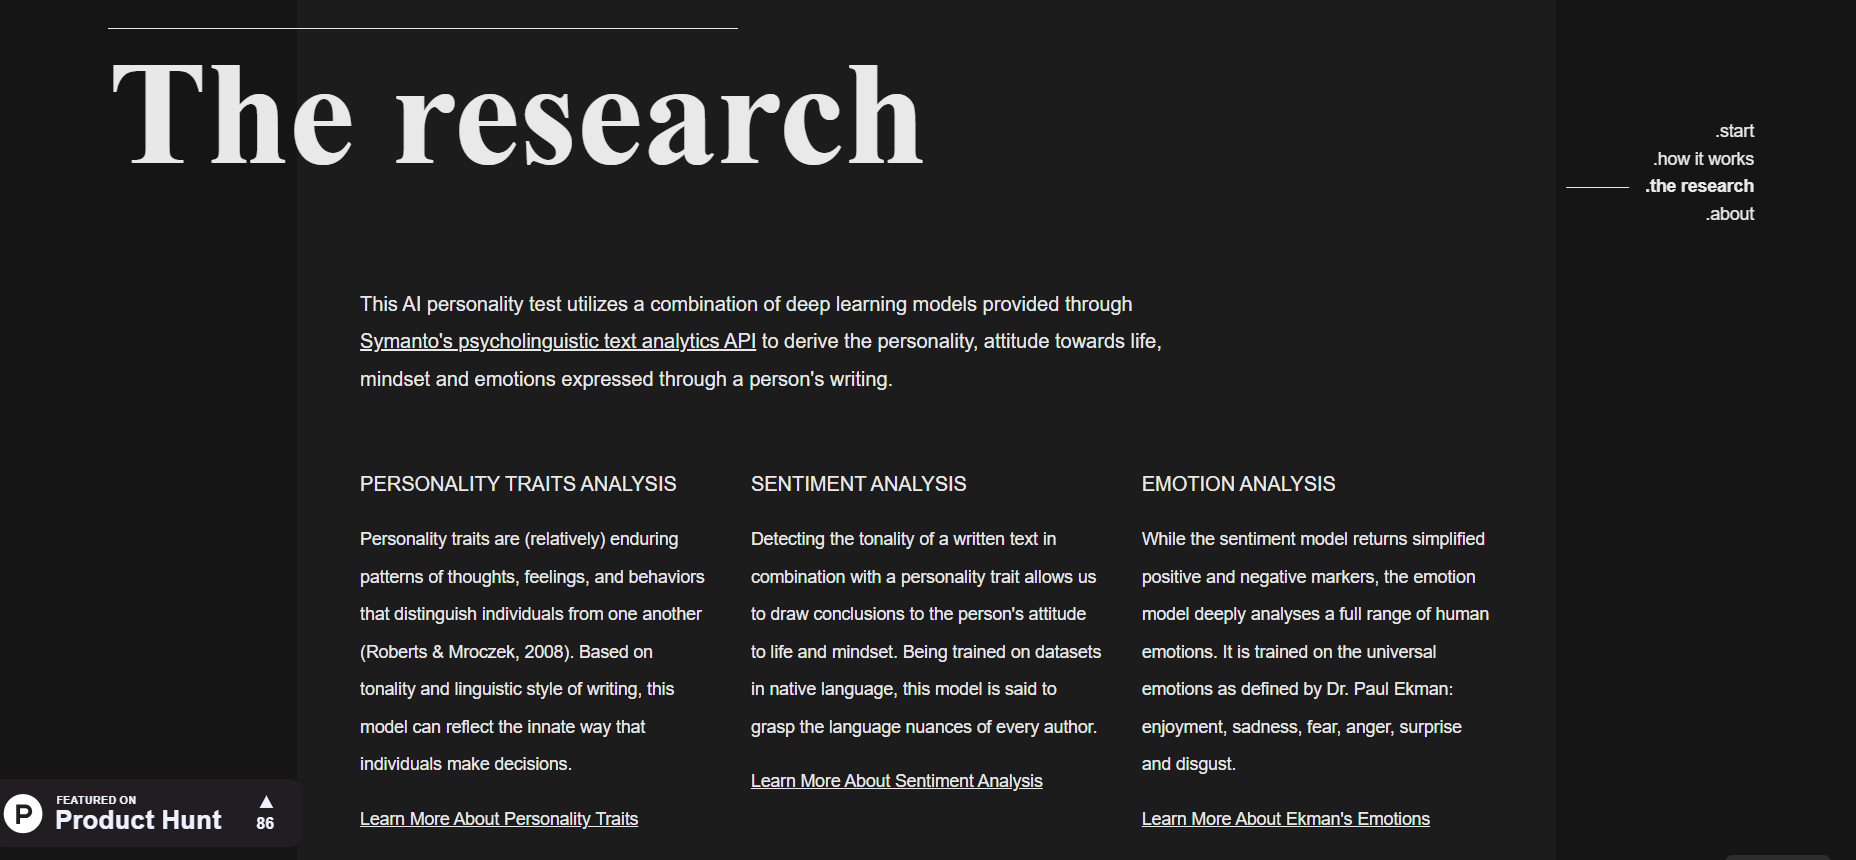 The research
.start
.how it works
.the research
.about
This AI personality test utilizes a combination of deep learning models provided through
Symanto's psycholinguistic text analytics API to derive the personality, attitude towards life,
mindset and emotions expressed through a person's writing.
PERSONALITY TRAITS ANALYSIS
Personality traits are (relatively) enduring
patterns of thoughts, feelings, and behaviors
that distinguish individuals from one another
(Roberts & Mroczek, 2008). Based on
tonality and linguistic style of writing, this
model can reflect the innate way that
individuals make decisions.
Learn More About Personality Traits
SENTIMENT ANALYSIS
Detecting the tonality of a written text in
combination with a personality trait allows us
to draw conclusions to the person's attitude
to life and mindset. Being trained on datasets
in native language, this model is said to
grasp the language nuances of every author.
Learn More About Sentiment Analysis
EMOTION ANALYSIS
While the sentiment model returns simplified
positive and negative markers, the emotion
model deeply analyses a full range of human
emotions. It is trained on the universal
emotions as defined by Dr. Paul Ekman:
enjoyment, sadness, fear, anger, surprise
and disgust.
Learn More About Ekman's Emotions
P
FEATURED ON
Product Hunt
▲
86